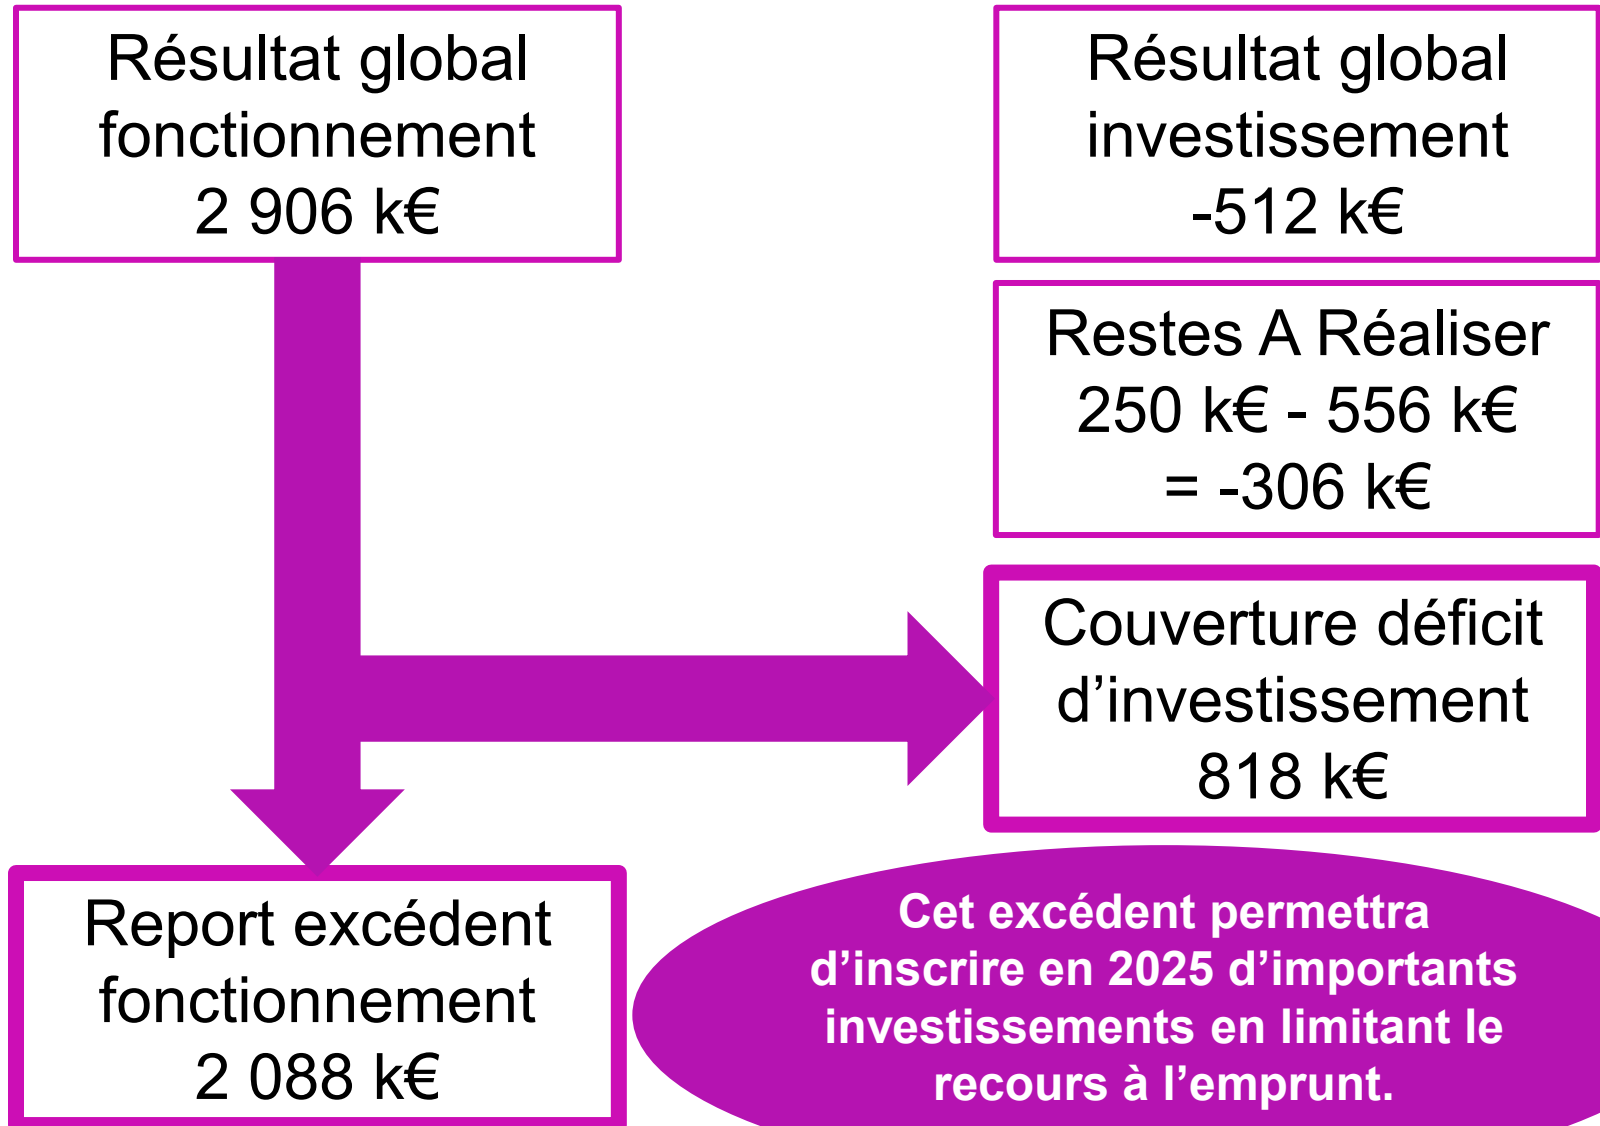 Résultat global
fonctionnement
2 906 k€
Résultat global
investissement
-512 k€
Restes A Réaliser
250 k€ - 556 k€
= -306 k€
Couverture déficit
d’investissement
818 k€
Report excédent
fonctionnement
2 088 k€
Cet excédent permettra
d’inscrire en 2025 d’importants
investissements en limitant le
recours à l’emprunt.